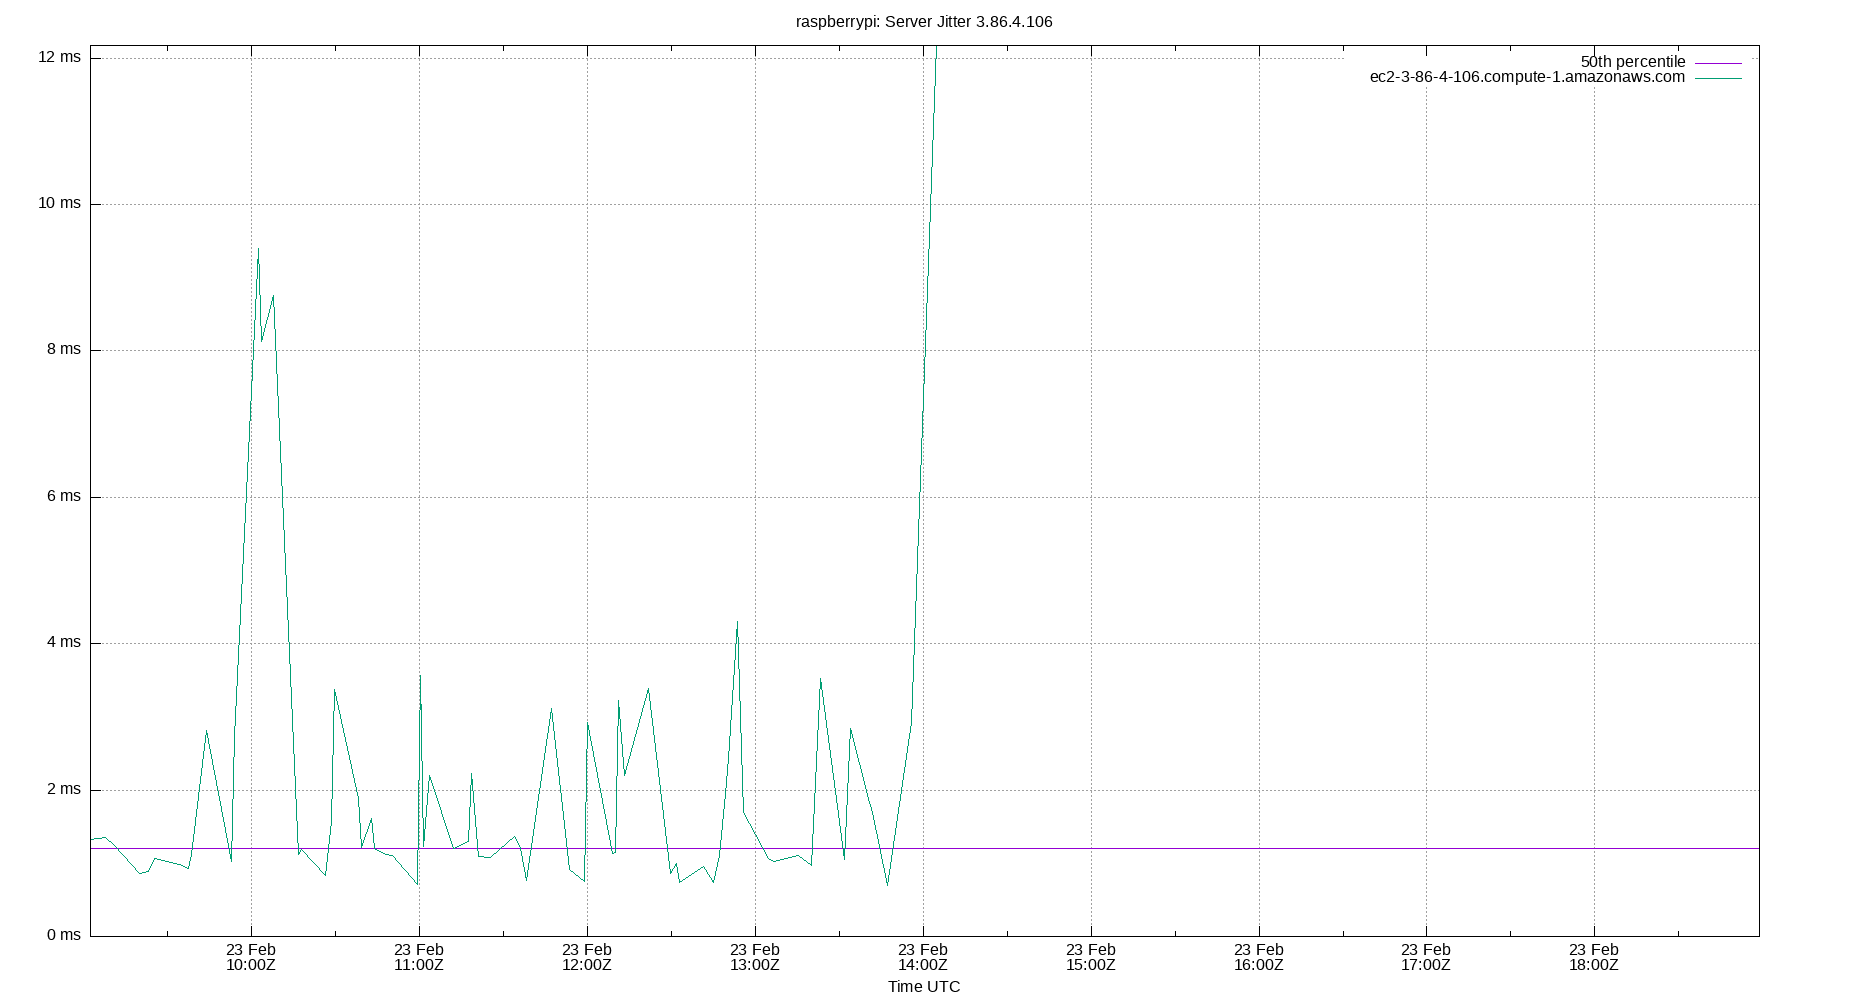 raspberrypi: Server Jitter 3.86.4.106
12 ms
10 ms
8 ms
6 ms
4 ms
2 ms
0 ms
50th percentile
ec2-3-86-4-106.compute-1.amazonaws.com
23 Feb 23 Feb 23 Feb 23 Feb 23 Feb 23 Feb 23 Feb 23 Feb 23 Feb
10:00Z 11:00Z 12:00Z 13:00Z 14:00Z 15:00Z 16:00Z 17:00Z 18:00Z
Time UTC